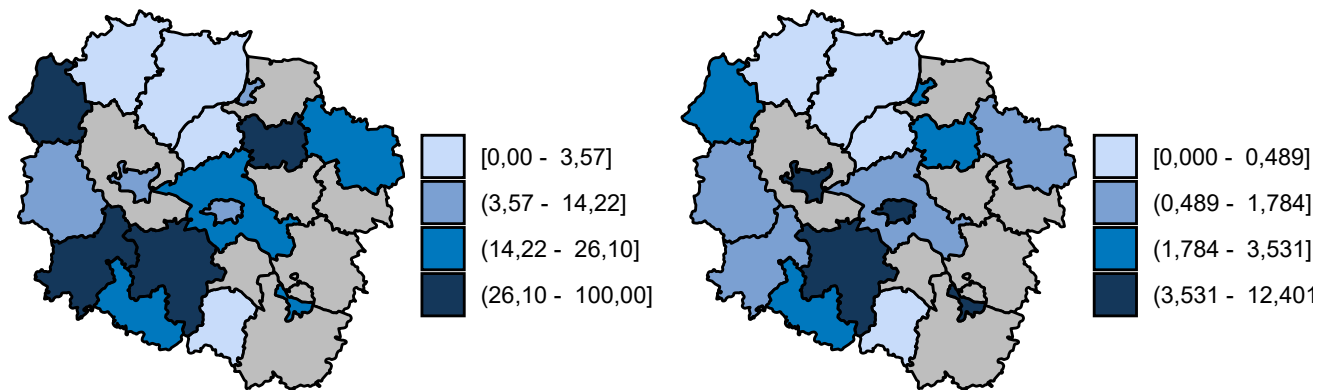 [0,00 - 3,57]
(3,57 - 14,22]
(14,22 - 26,10]
(26,10 - 100,00]
[0,000 - 0,489]
(0,489 - 1,784]
(1,784 - 3,531]
(3,531 - 12,401